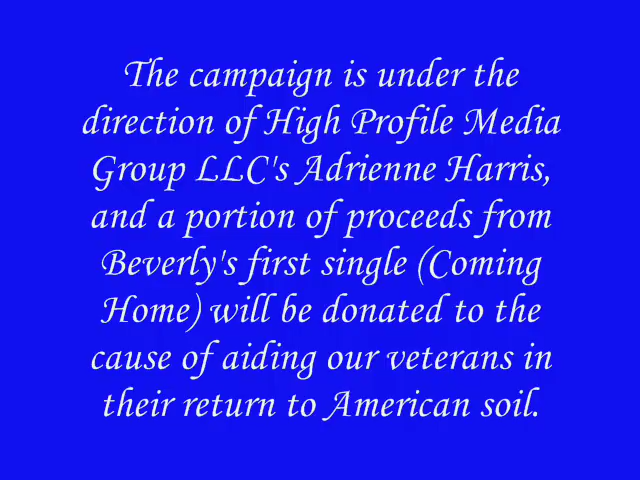 The campaign is under the
direction of High Profile Media
Group LLC's Adrienne Harris,
and a portion of proceeds from
Beverly's first single (Coming
Home) will be donated to the
cause of aiding our veterans in
their return to American soil.